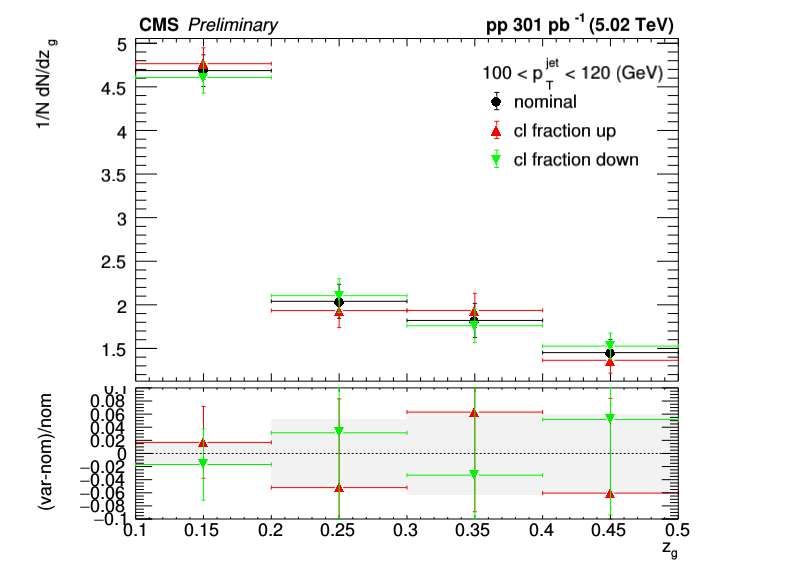 CMS Preliminary pp 301 pb⁻¹ (5.02 TeV)
1/N dN/dz_g
5
4.5
4
3.5
3
2.5
2
1.5
100 < p_T^jet < 120 (GeV)
nominal
cl fraction up
cl fraction down
(var-nom)/nom
0.1
0.08
0.06
0.04
0.02
0
−0.02
−0.04
−0.06
−0.08
−0.1
0.1 0.15 0.2 0.25 0.3 0.35 0.4 0.45 0.5
z_g